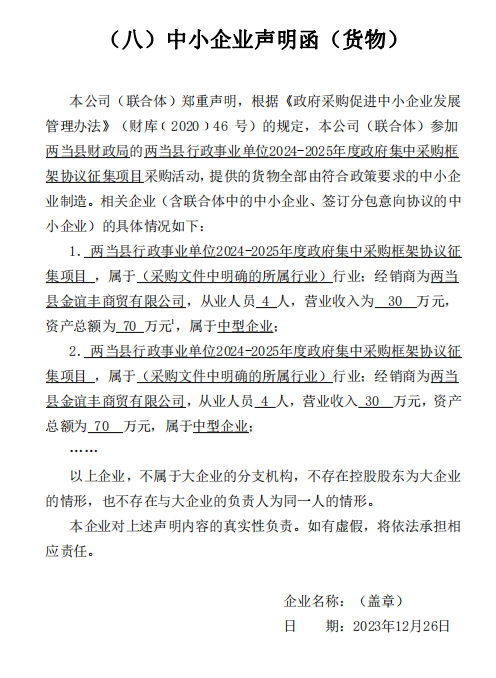 （八）中小企业声明函（货物）
本公司（联合体）郑重声明，根据《政府采购促进中小企业发展
管理办法》（财库﹝2020﹞46 号）的规定，本公司（联合体）参加
两当县财政局的两当县行政事业单位2024-2025年度政府集中采购框
架协议征集项目采购活动，提供的货物全部由符合政策要求的中小企
业制造。相关企业（含联合体中的中小企业、签订分包意向协议的中
小企业）的具体情况如下：
1. 两当县行政事业单位2024-2025年度政府集中采购框架协议征
集项目 ，属于（采购文件中明确的所属行业）行业；经销商为两当
县金谊丰商贸有限公司，从业人员 4 人，营业收入为 30 万元，
资产总额为 70 万元¹，属于中型企业；
2. 两当县行政事业单位2024-2025年度政府集中采购框架协议征
集项目 ，属于（采购文件中明确的所属行业）行业；经销商为两当
县金谊丰商贸有限公司，从业人员 4 人，营业收入 30 万元，资产
总额为 70 万元，属于中型企业；
……
以上企业，不属于大企业的分支机构，不存在控股股东为大企业
的情形，也不存在与大企业的负责人为同一人的情形。
本企业对上述声明内容的真实性负责。如有虚假，将依法承担相
应责任。
企业名称：（盖章）
日 期：2023年12月26日